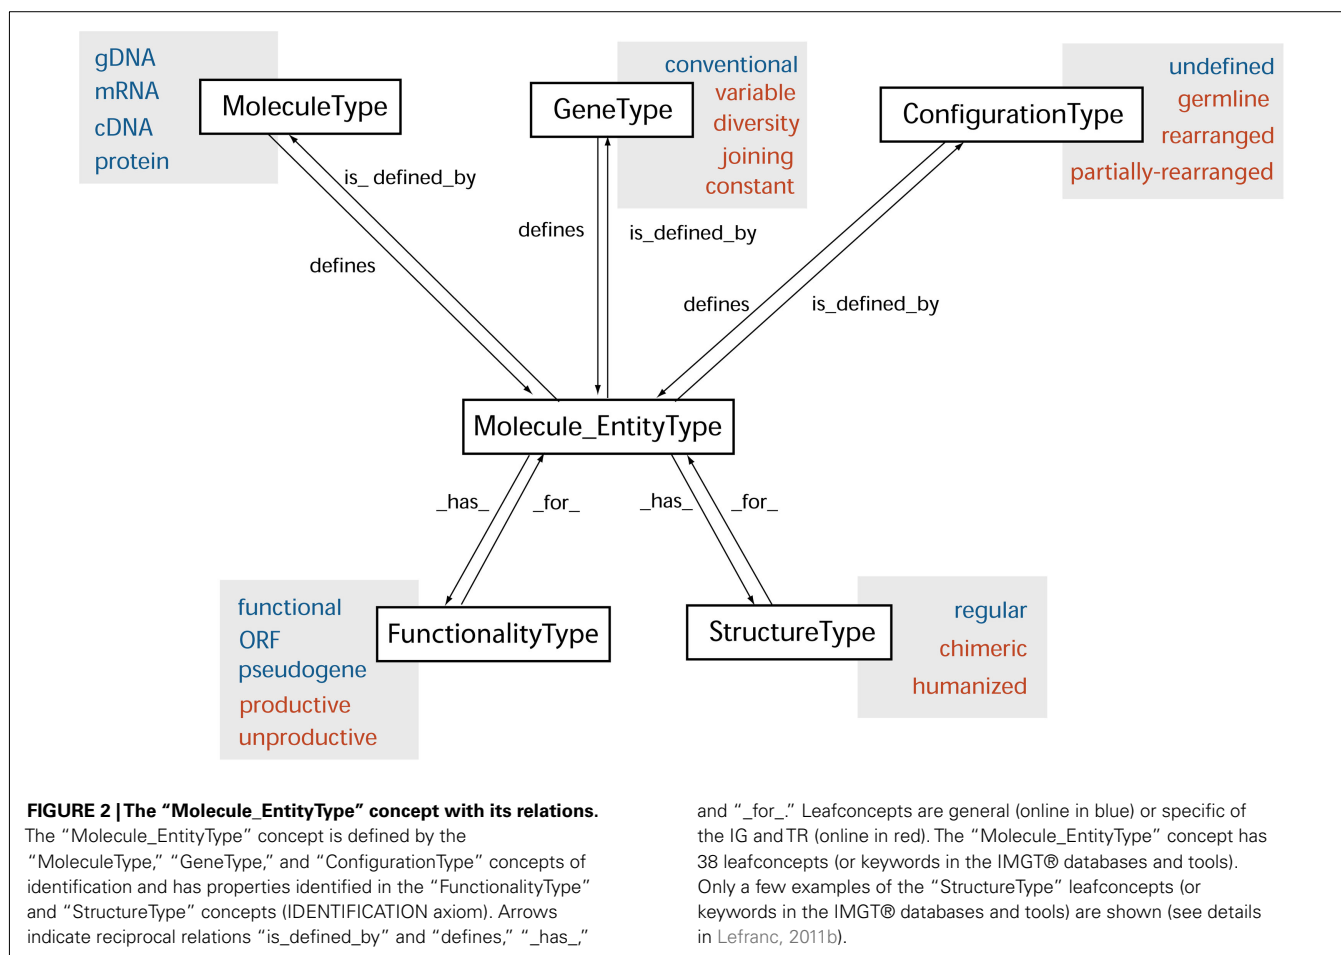 gDNA
mRNA
cDNA
protein
MoleculeType
conventional
variable
diversity
joining
constant
GeneType
undefined
germline
rearranged
partially-rearranged
ConfigurationType
is_ defined_by
defines
defines
is_defined_by
defines
is_defined_by
Molecule_EntityType
_has_
_for_
_has_
_for_
functional
ORF
pseudogene
productive
unproductive
FunctionalityType
StructureType
regular
chimeric
humanized
FIGURE 2 | The “Molecule_EntityType” concept with its relations.
The “Molecule_EntityType” concept is defined by the
“MoleculeType,” “GeneType,” and “ConfigurationType” concepts of
identification and has properties identified in the “FunctionalityType”
and “StructureType” concepts (IDENTIFICATION axiom). Arrows
indicate reciprocal relations “is_defined_by” and “defines,” “_has_,”
and “_for_.” Leafconcepts are general (online in blue) or specific of
the IG and TR (online in red). The “Molecule_EntityType” concept has
38 leafconcepts (or keywords in the IMGT® databases and tools).
Only a few examples of the “StructureType” leafconcepts (or
keywords in the IMGT® databases and tools) are shown (see details
in Lefranc, 2011b).